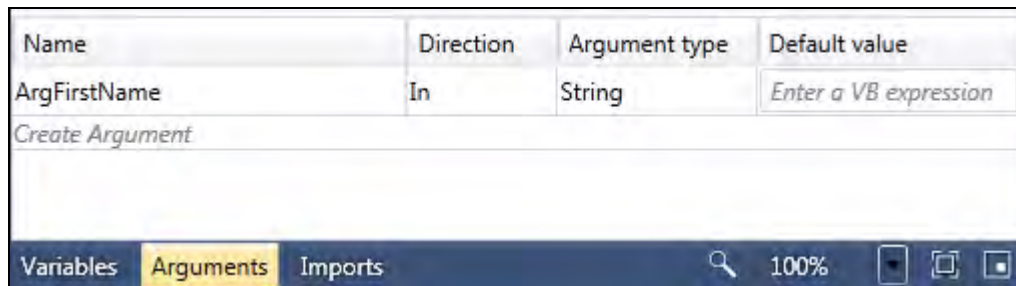 Name Direction Argument type Default value
ArgFirstName In String Enter a VB expression
Create Argument
Variables Arguments Imports 100%